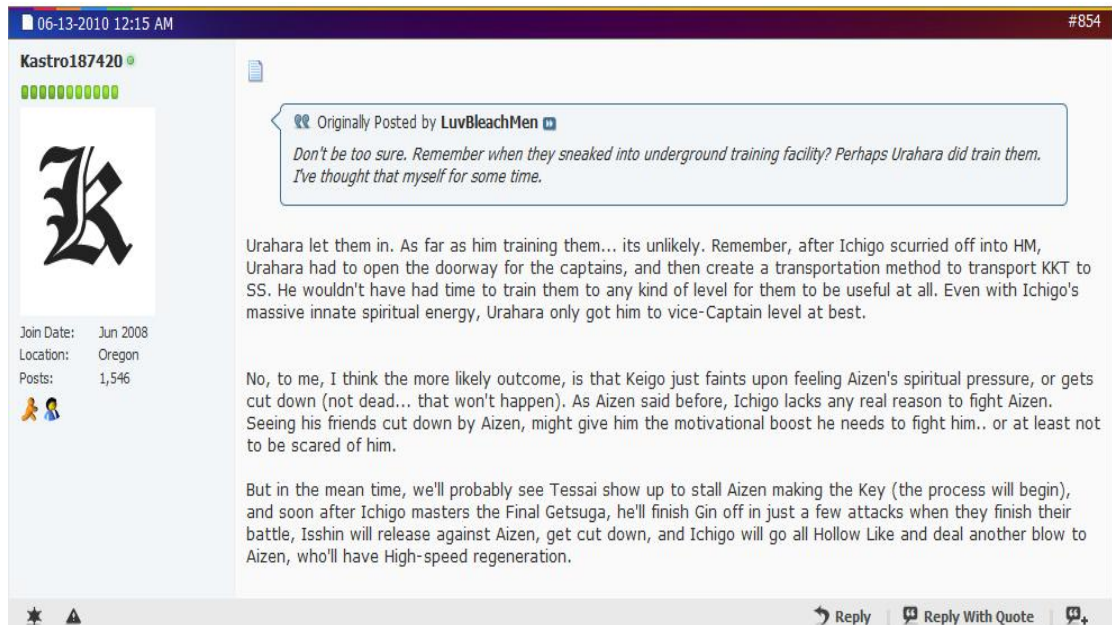 06-13-2010 12:15 AM
#854
Kastro187420
K
Join Date: Jun 2008
Location: Oregon
Posts: 1,546
Originally Posted by LuvBleachMen
Don't be too sure. Remember when they sneaked into underground training facility? Perhaps Urahara did train them.
I've thought that myself for some time.
Urahara let them in. As far as him training them... its unlikely. Remember, after Ichigo scurried off into HM,
Urahara had to open the doorway for the captains, and then create a transportation method to transport KKT to
SS. He wouldn't have had time to train them to any kind of level for them to be useful at all. Even with Ichigo's
massive innate spiritual energy, Urahara only got him to vice-Captain level at best.
No, to me, I think the more likely outcome, is that Keigo just faints upon feeling Aizen's spiritual pressure, or gets
cut down (not dead... that won't happen). As Aizen said before, Ichigo lacks any real reason to fight Aizen.
Seeing his friends cut down by Aizen, might give him the motivational boost he needs to fight him.. or at least not
to be scared of him.
But in the mean time, we'll probably see Tessai show up to stall Aizen making the Key (the process will begin),
and soon after Ichigo masters the Final Getsuga, he'll finish Gin off in just a few attacks when they finish their
battle, Isshin will release against Aizen, get cut down, and Ichigo will go all Hollow Like and deal another blow to
Aizen, who'll have High-speed regeneration.
Reply
Reply With Quote